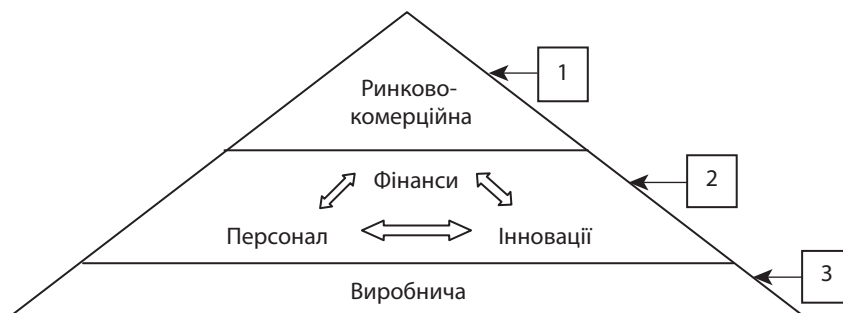 1
Ринково-
комерційна
2
Фінанси
Персонал
Інновації
3
Виробнича